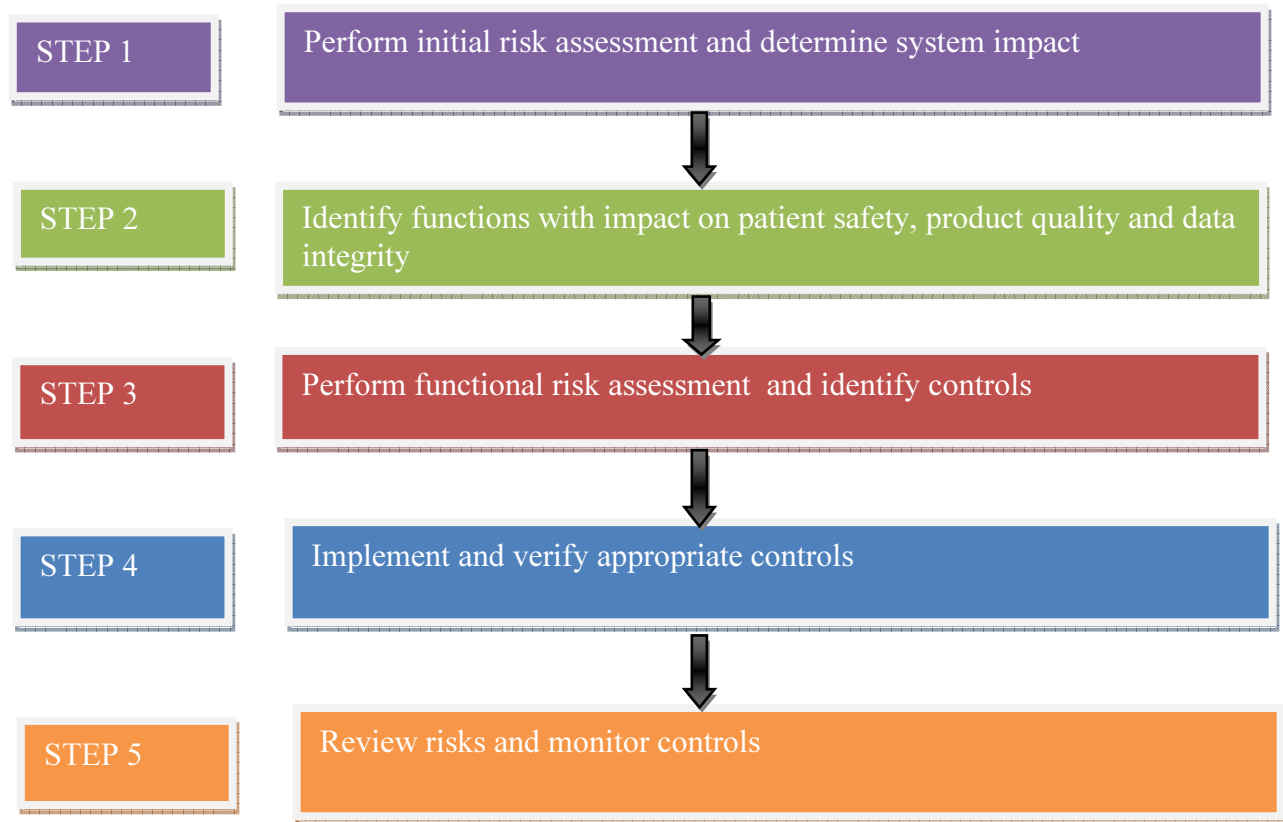 STEP 1
Perform initial risk assessment and determine system impact
STEP 2
Identify functions with impact on patient safety, product quality and data
integrity
STEP 3
Perform functional risk assessment  and identify controls
STEP 4
Implement and verify appropriate controls
STEP 5
Review risks and monitor controls